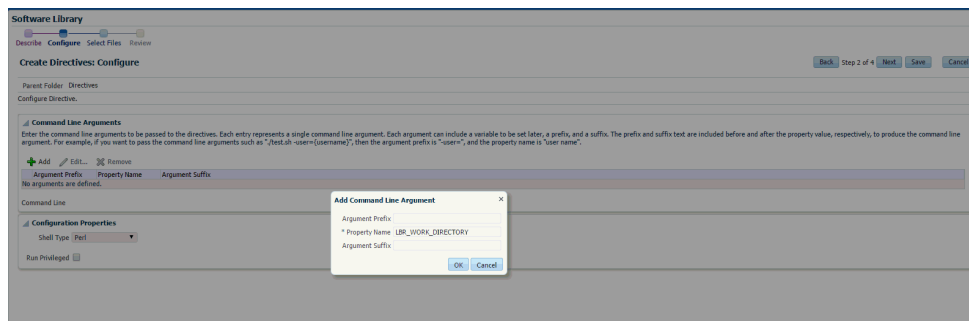 Software Library
Describe Configure Select Files Review
Create Directives: Configure
Back Step 2 of 4 Next Save Cancel
Parent Folder Directives
Configure Directive.
Command Line Arguments
Enter the command line arguments to be passed to the directives. Each entry represents a single command line argument. Each argument can include a variable to be set later, a prefix, and a suffix. The prefix and suffix text are included before and after the property value, respectively, to produce the command line
argument. For example, if you want to pass the command line arguments such as "./test.sh -user={username}", then the argument prefix is "-user=", and the property name is "user name".
Add Edit... Remove
Argument Prefix Property Name Argument Suffix
No arguments are defined.
Command Line
Configuration Properties
Shell Type Perl
Run Privileged
Add Command Line Argument
Argument Prefix
* Property Name LBR_WORK_DIRECTORY
Argument Suffix
OK Cancel